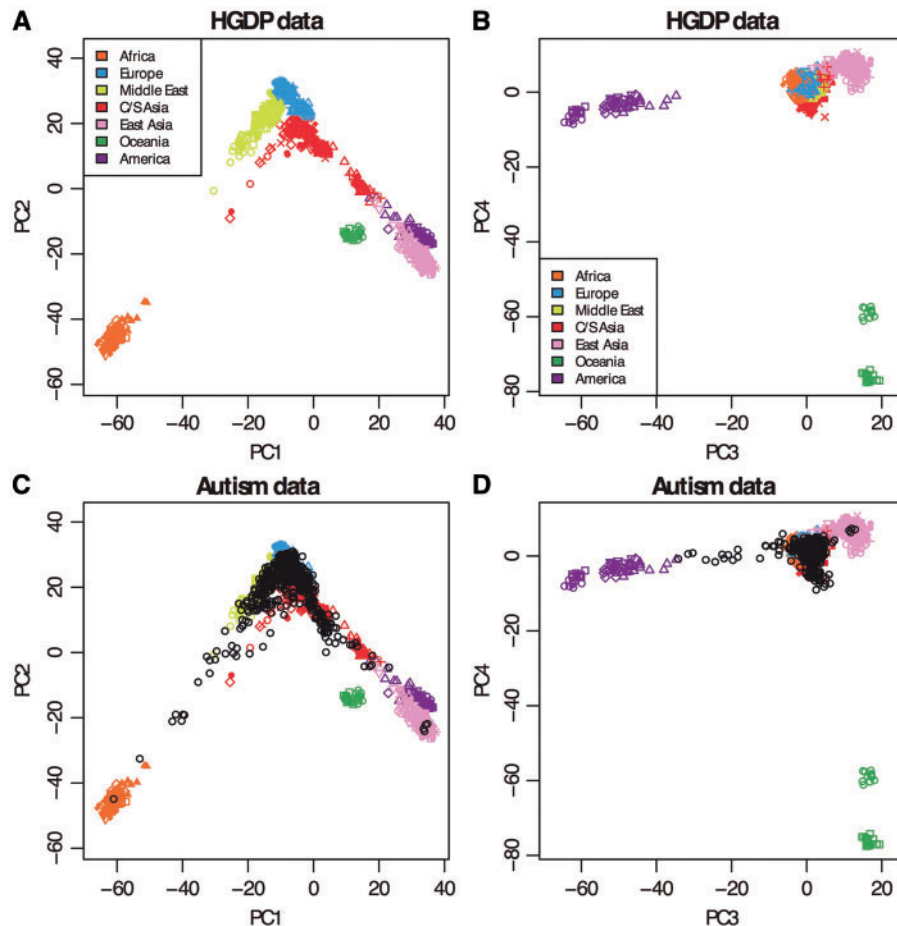 A
HGDP data
PC2
40
20
0
−20
−40
−60
Africa
Europe
Middle East
C/SAsia
East Asia
Oceania
America
−60
−40
−20
0
20
40
PC1
B
HGDP data
PC4
0
−20
−40
−60
−80
Africa
Europe
Middle East
C/SAsia
East Asia
Oceania
America
−60
−40
−20
0
20
PC3
C
Autism data
PC2
40
20
0
−20
−40
−60
−60
−40
−20
0
20
40
PC1
D
Autism data
PC4
0
−20
−40
−60
−80
−60
−40
−20
0
20
PC3